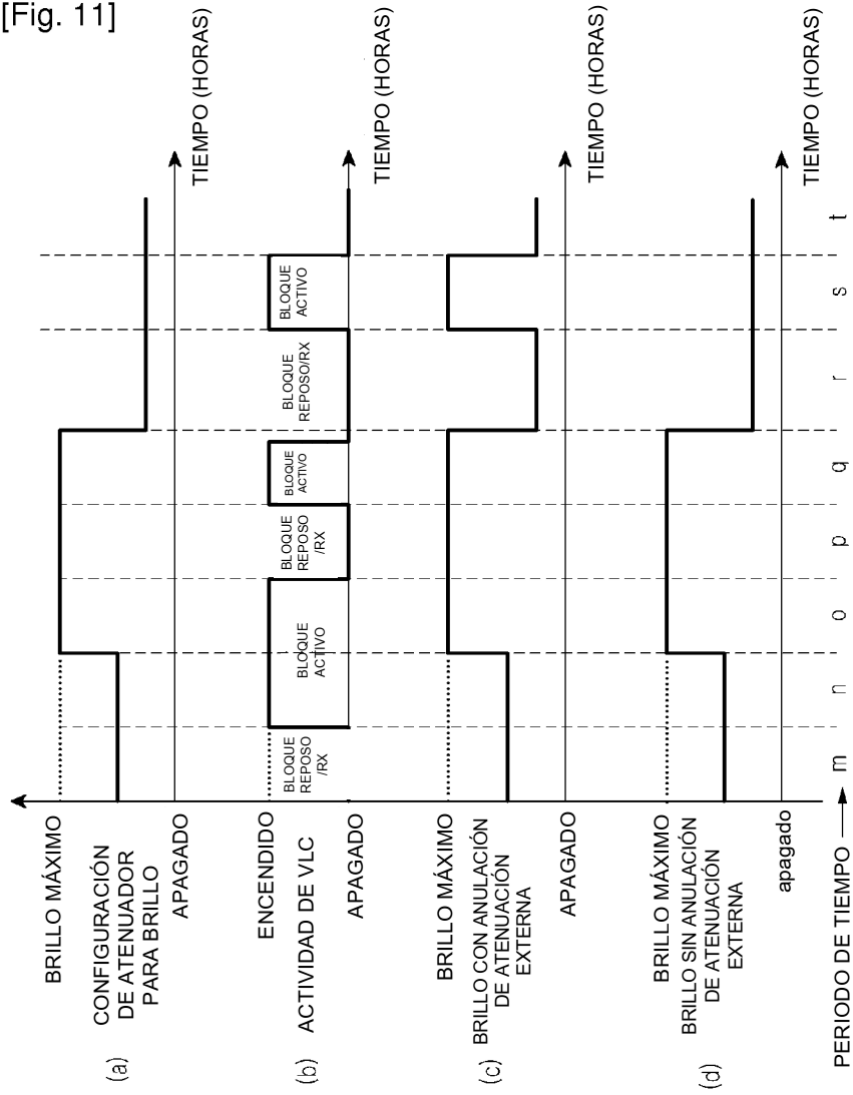 [Fig. 11]
(a)
BRILLO MÁXIMO
CONFIGURACIÓN
DE ATENUADOR
PARA BRILLO
APAGADO
TIEMPO (HORAS)
(b)
ENCENDIDO
ACTIVIDAD DE VLC
APAGADO
BLOQUE
REPOSO
/RX
BLOQUE
ACTIVO
BLOQUE
REPOSO
/RX
BLOQUE
ACTIVO
BLOQUE
REPOSO/RX
BLOQUE
ACTIVO
TIEMPO (HORAS)
(c)
BRILLO MÁXIMO
BRILLO CON ANULACIÓN
DE ATENUACIÓN
EXTERNA
APAGADO
TIEMPO (HORAS)
(d)
BRILLO MÁXIMO
BRILLO SIN ANULACIÓN
DE ATENUACIÓN
EXTERNA
apagado
TIEMPO (HORAS)
PERIODO DE TIEMPO
m n o p q r s t